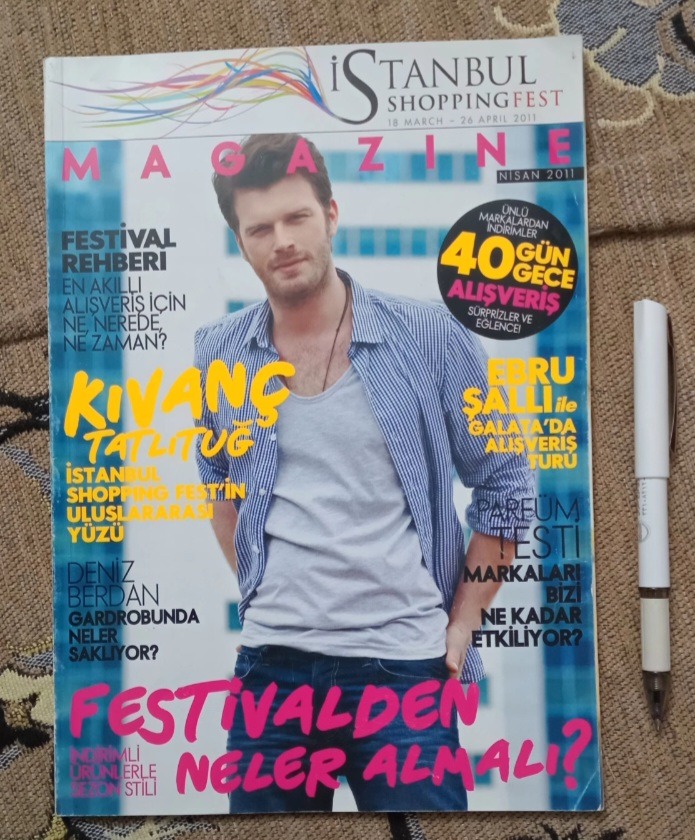 iSTANBUL
SHOPPINGFEST
18 MARCH – 26 APRIL 2011
MAGAZINE
NİSAN 2011
FESTİVAL
REHBERİ
EN AKILLI
ALIŞVERİŞ İÇİN
NE, NEREDE,
NE ZAMAN?
ÜNLÜ
MARKALARDAN
İNDİRİMLER
40 GÜN
GECE
ALIŞVERİŞ
SÜRPRİZLER VE
EĞLENCE!
KIVANÇ
TATLITUĞ
İSTANBUL
SHOPPING FEST'İN
ULUSLARARASI
YÜZÜ
EBRU
ŞALLI ile
GALATA'DA
ALIŞVERİŞ
TURU
PARFÜM
TESTİ
MARKALARI
BİZİ
NE KADAR
ETKİLİYOR?
DENİZ
BERDAN
GARDROBUNDA
NELER
SAKLIYOR?
FESTİVALDEN
NELER ALMALI?
İNDİRİMLİ
ÜRÜNLERLE
SEZON STİLİ